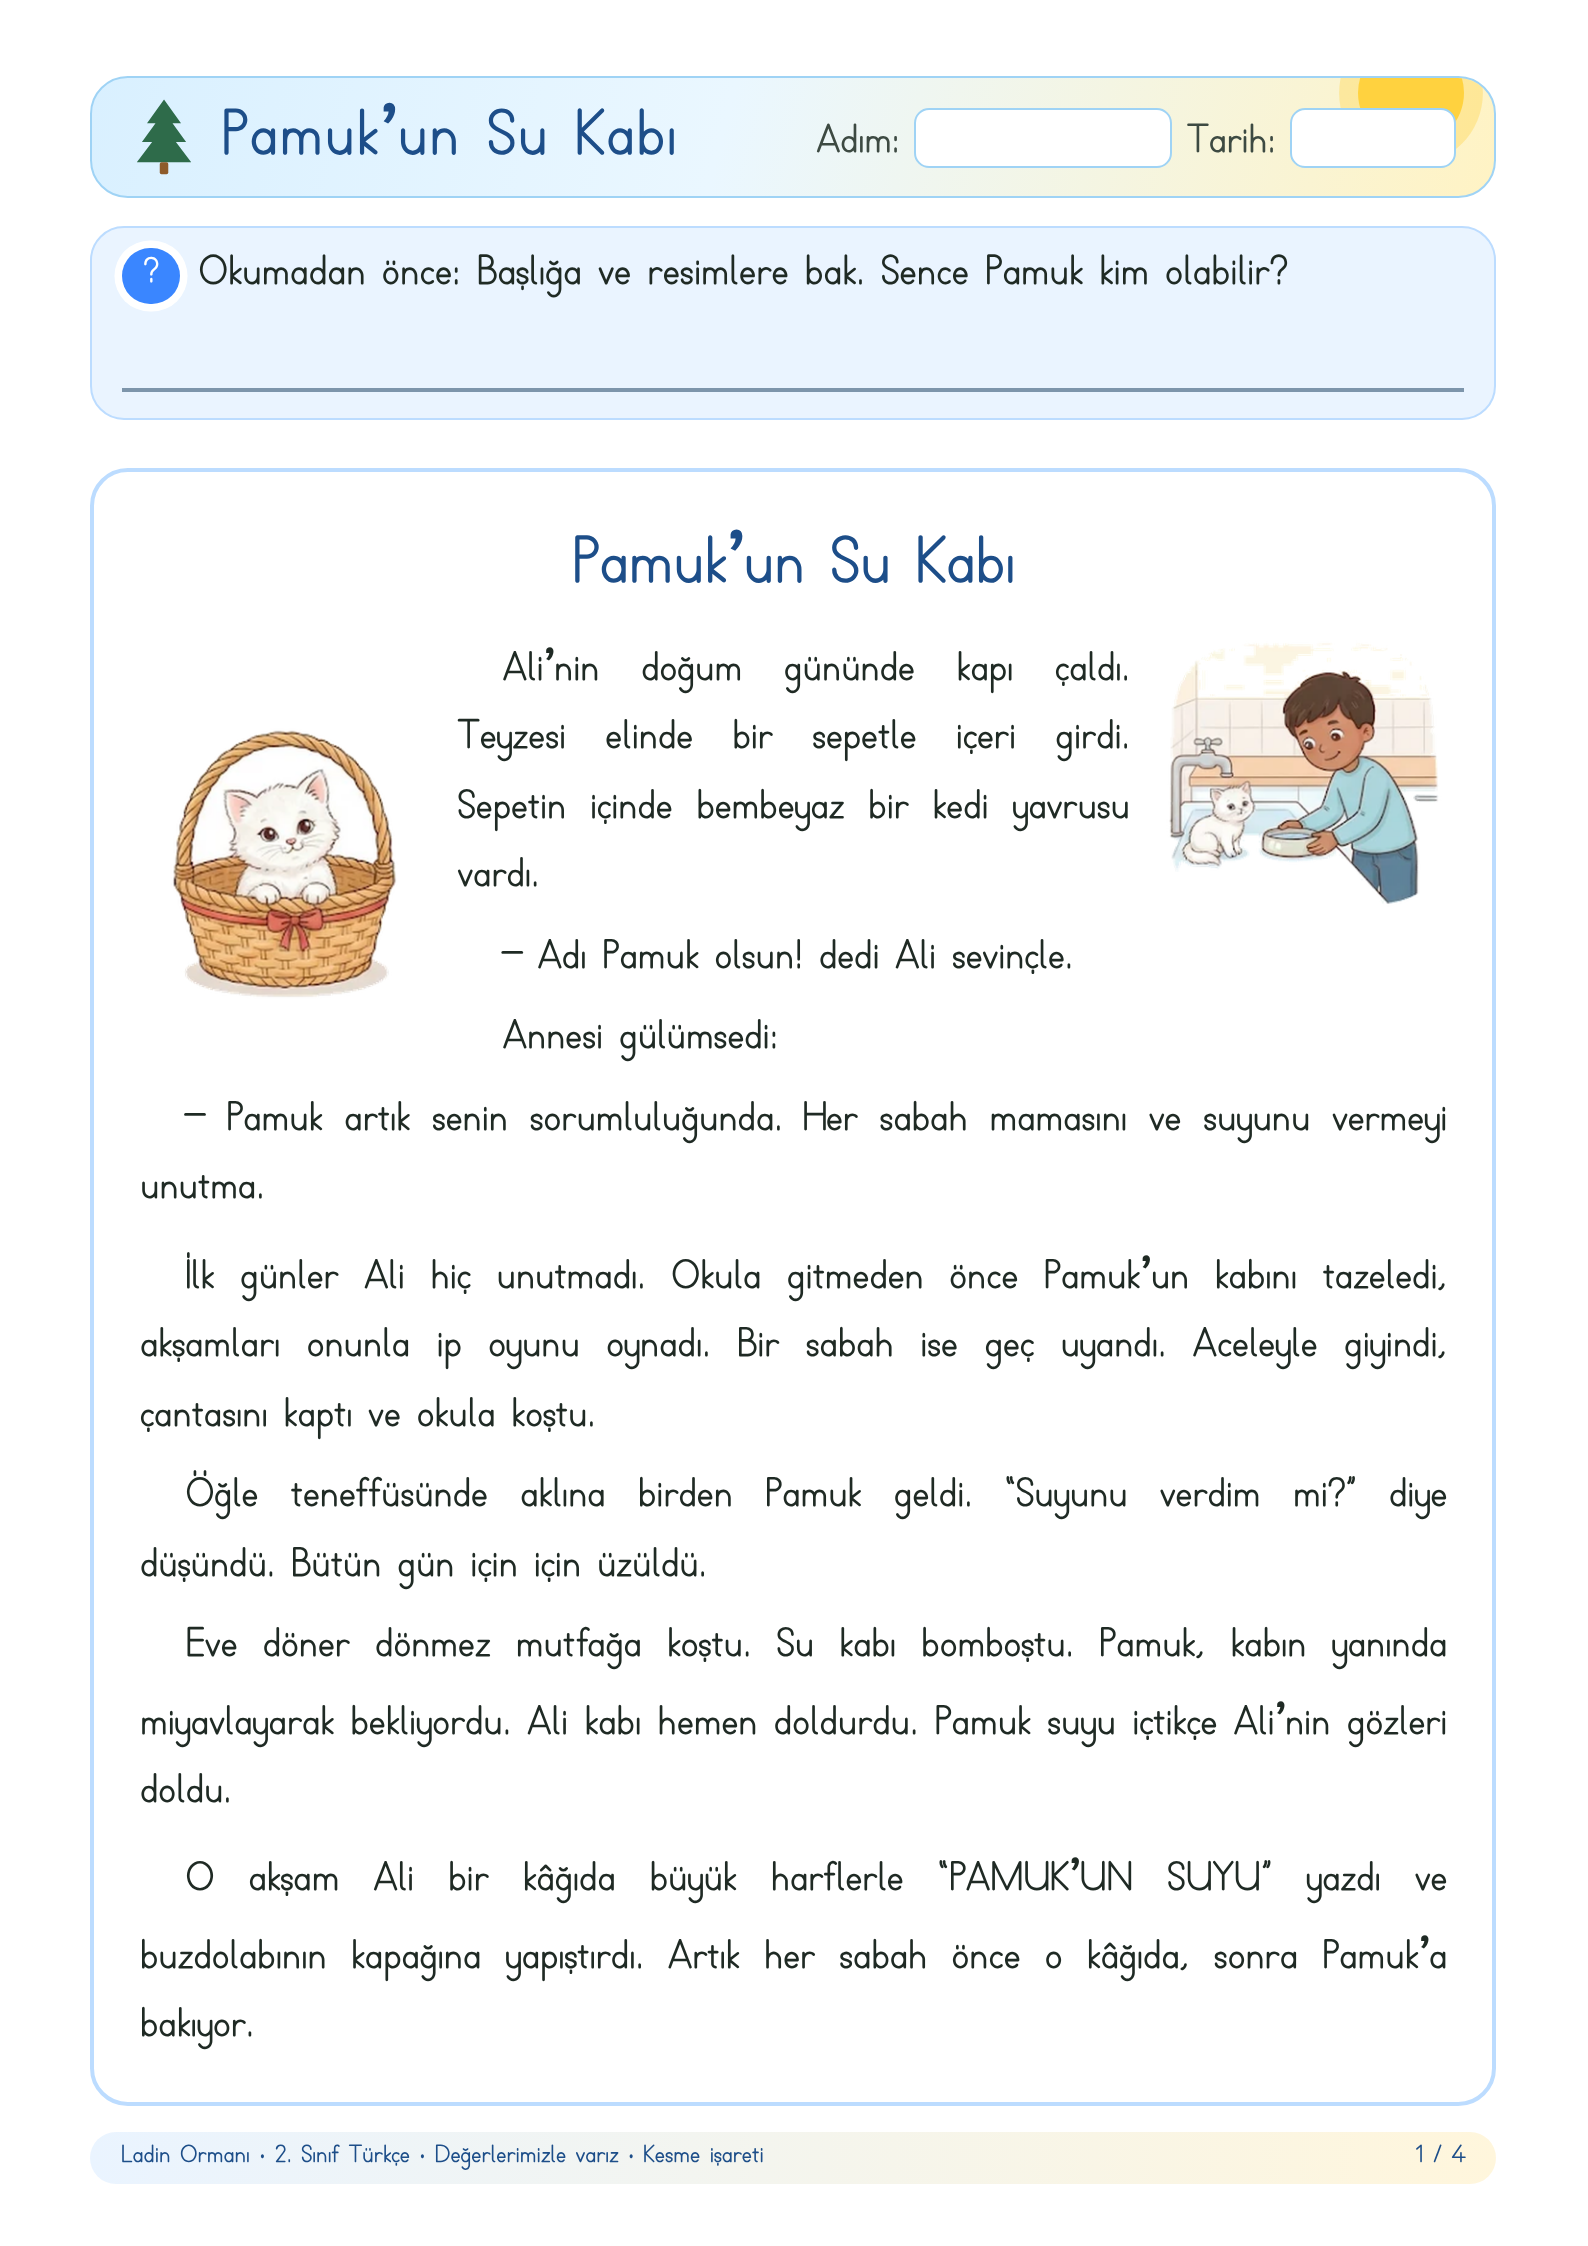 Pamuk’un Su Kabı
Adım:
Tarih:
?
Okumadan önce: Başlığa ve resimlere bak. Sence Pamuk kim olabilir?
Pamuk’un Su Kabı
Ali’nin doğum gününde kapı çaldı.
Teyzesi elinde bir sepetle içeri girdi.
Sepetin içinde bembeyaz bir kedi yavrusu
vardı.
– Adı Pamuk olsun! dedi Ali sevinçle.
Annesi gülümsedi:
– Pamuk artık senin sorumluluğunda. Her sabah mamasını ve suyunu vermeyi
unutma.
İlk günler Ali hiç unutmadı. Okula gitmeden önce Pamuk’un kabını tazeledi,
akşamları onunla ip oyunu oynadı. Bir sabah ise geç uyandı. Aceleyle giyindi,
çantasını kaptı ve okula koştu.
Öğle teneffüsünde aklına birden Pamuk geldi. “Suyunu verdim mi?” diye
düşündü. Bütün gün için için üzüldü.
Eve döner dönmez mutfağa koştu. Su kabı bomboştu. Pamuk, kabın yanında
miyavlayarak bekliyordu. Ali kabı hemen doldurdu. Pamuk suyu içtikçe Ali’nin gözleri
doldu.
O akşam Ali bir kâğıda büyük harflerle “PAMUK’UN SUYU” yazdı ve
buzdolabının kapağına yapıştırdı. Artık her sabah önce o kâğıda, sonra Pamuk’a
bakıyor.
Ladin Ormanı • 2. Sınıf Türkçe • Değerlerimizle varız • Kesme işareti
1 / 4